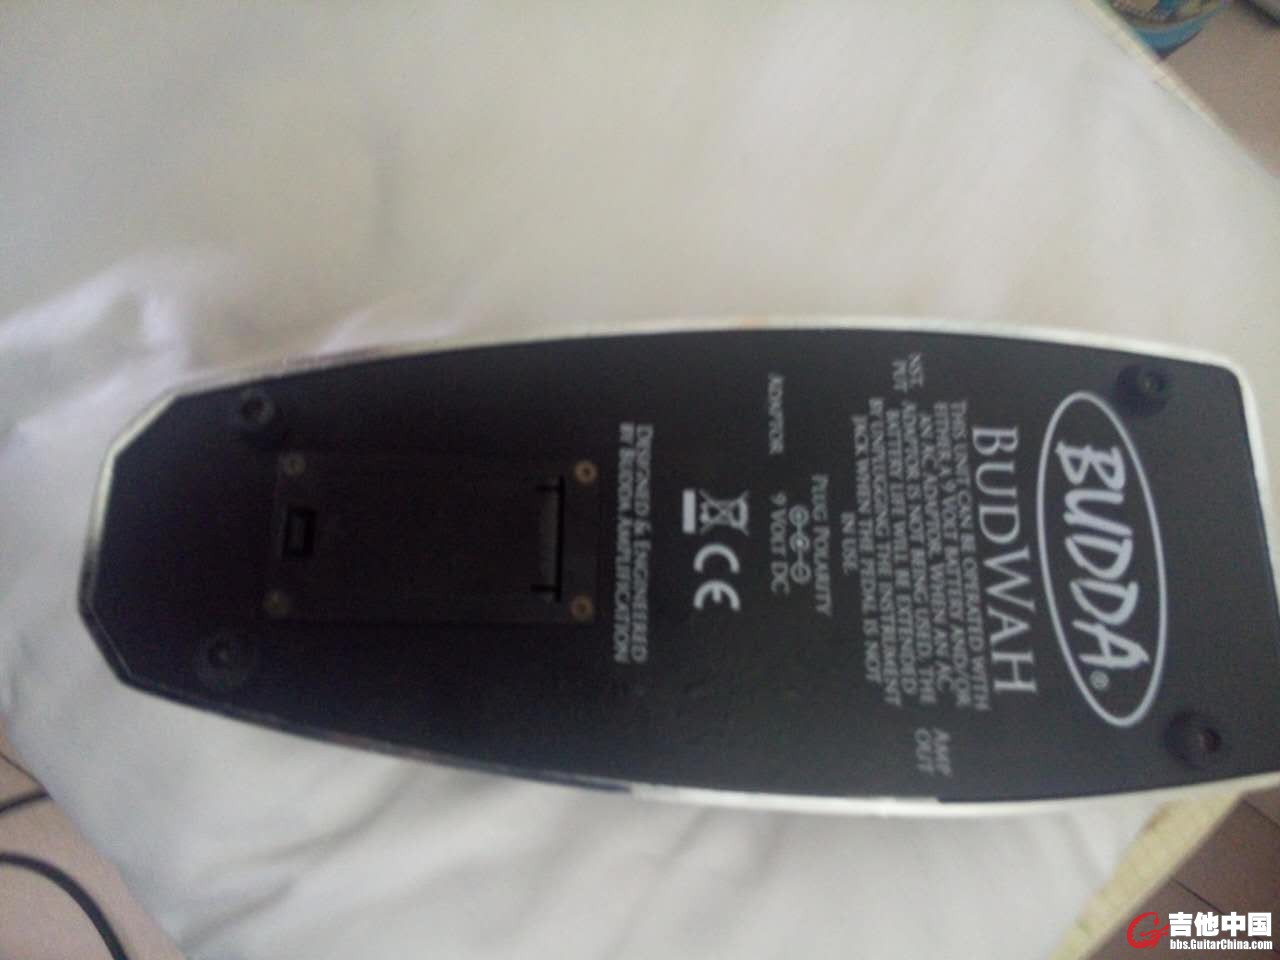 BUDDA®
BUDWAH
THIS UNIT CAN BE OPERATED WITH
EITHER A 9 VOLT BATTERY AND/OR
AN AC ADAPTOR. WHEN AN AC
ADAPTOR IS NOT BEING USED, THE
BATTERY LIFE WILL BE EXTENDED
BY UNPLUGGING THE INSTRUMENT
JACK WHEN THE PEDAL IS NOT
IN USE.
INST.
PUT
AMP
OUT
PLUG POLARITY
9 VOLT DC
ADAPTOR
CE
DESIGNED & ENGINEERED
BY BUDDA AMPLIFICATION
吉他中国
bbs.GuitarChina.com